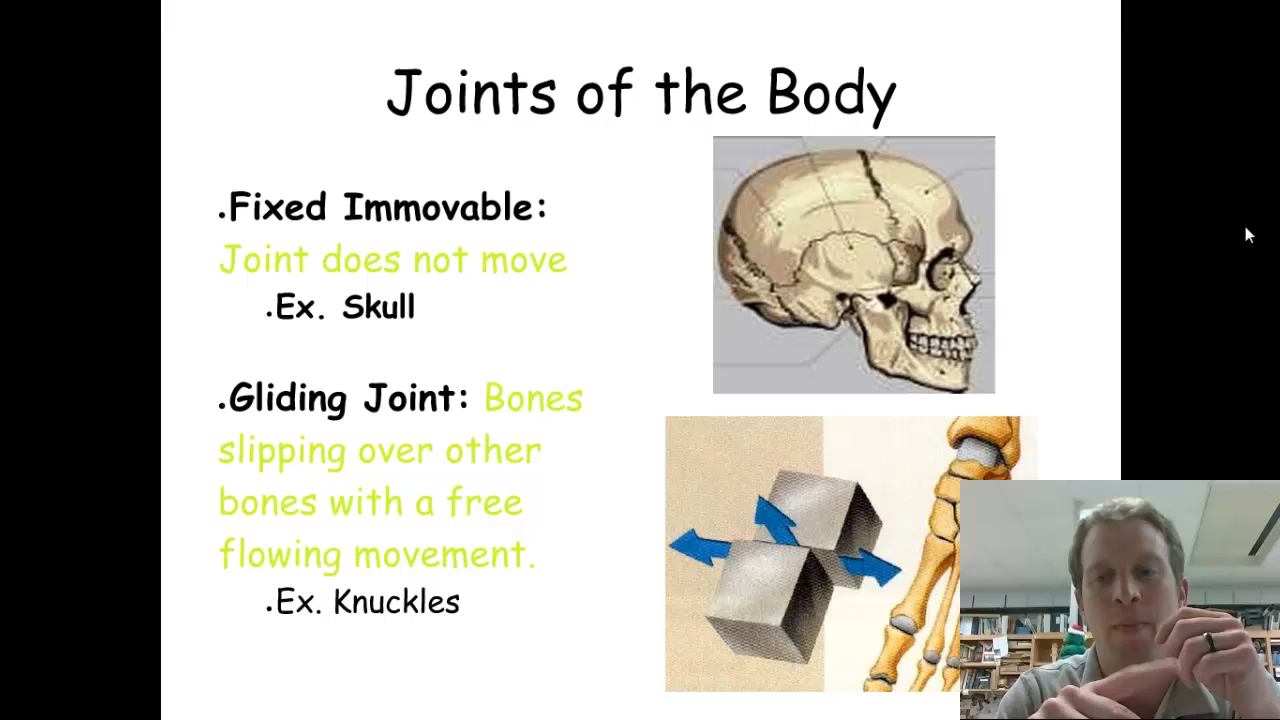 Joints of the Body
•Fixed Immovable:
Joint does not move
•Ex. Skull
•Gliding Joint: Bones
slipping over other
bones with a free
flowing movement.
•Ex. Knuckles